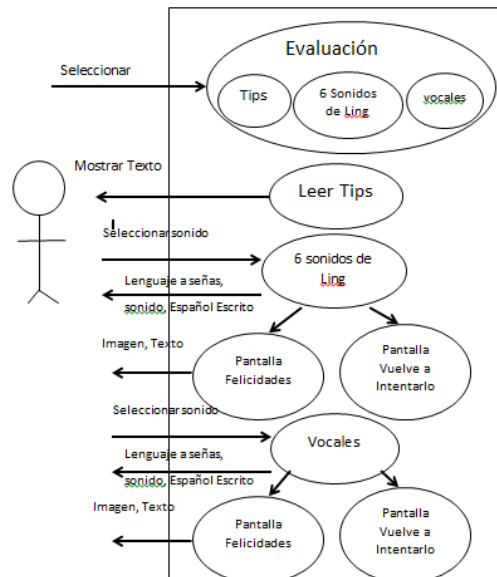 Evaluación
Seleccionar
Tips
6 Sonidos
de Ling
vocales
Mostrar Texto
Leer Tips
Seleccionar sonido
6 sonidos de
Ling
Lenguaje a señas,
sonido, Español Escrito
Imagen, Texto
Pantalla
Felicidades
Pantalla
Vuelve a
Intentarlo
Seleccionar sonido
Vocales
Lenguaje a señas,
sonido, Español Escrito
Imagen, Texto
Pantalla
Felicidades
Pantalla
Vuelve a
Intentarlo